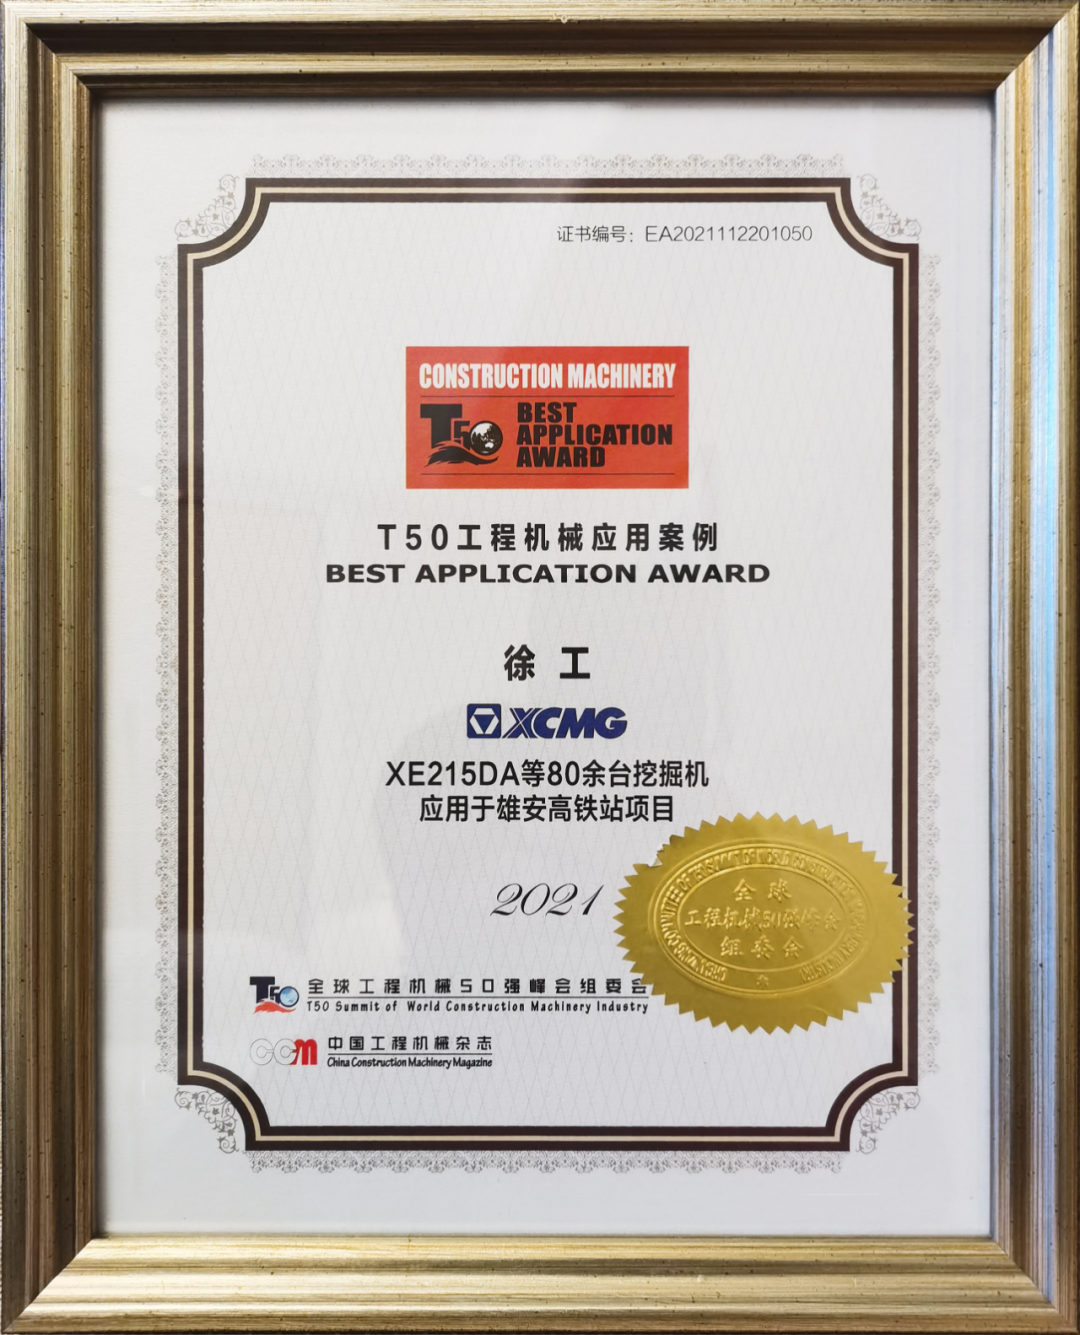 证书编号：EA2021112201050
CONSTRUCTION MACHINERY
T50
BEST
APPLICATION
AWARD
T50工程机械应用案例
BEST APPLICATION AWARD
徐工
XCMG
XE215DA等80余台挖掘机
应用于雄安高铁站项目
2021
全球
工程机械50强峰会
组委会
T50 全球工程机械50强峰会组委会
T50 Summit of World Construction Machinery Industry
CCM 中国工程机械杂志
China Construction Machinery Magazine